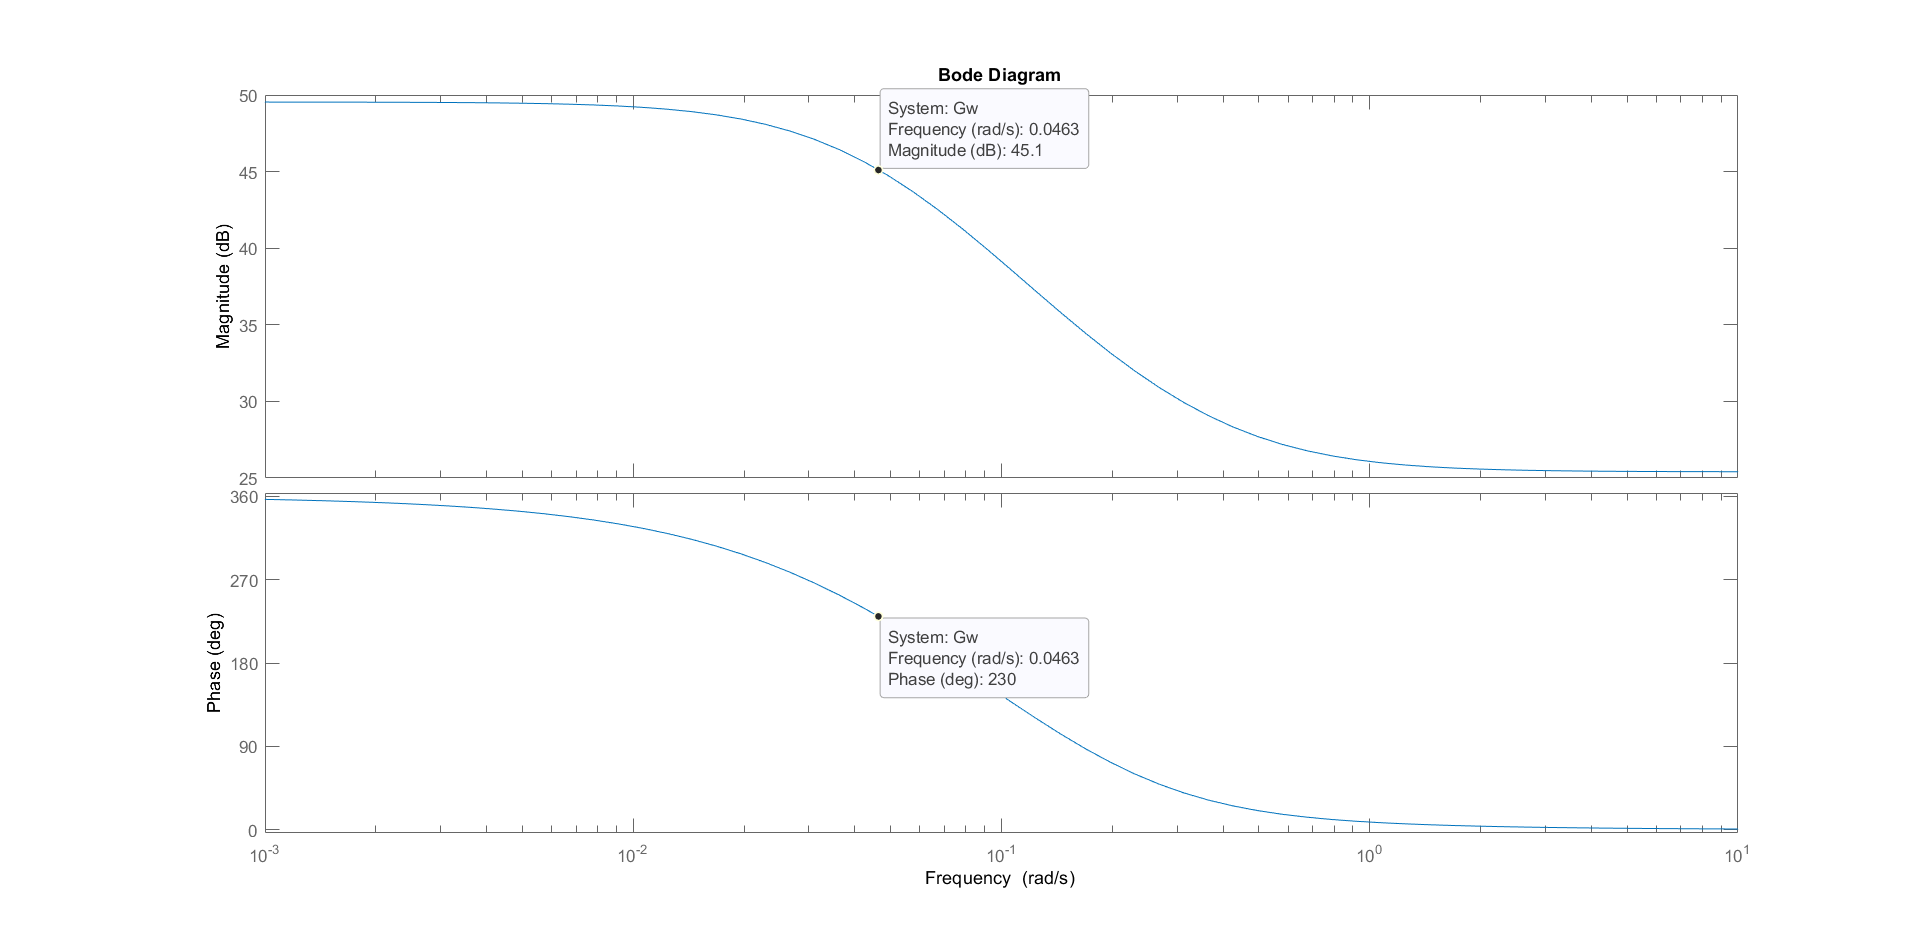 Bode Diagram
System: Gw
Frequency (rad/s): 0.0463
Magnitude (dB): 45.1
Magnitude (dB)
50
45
40
35
30
25
System: Gw
Frequency (rad/s): 0.0463
Phase (deg): 230
Phase (deg)
360
270
180
90
0
10-3
10-2
10-1
100
101
Frequency (rad/s)